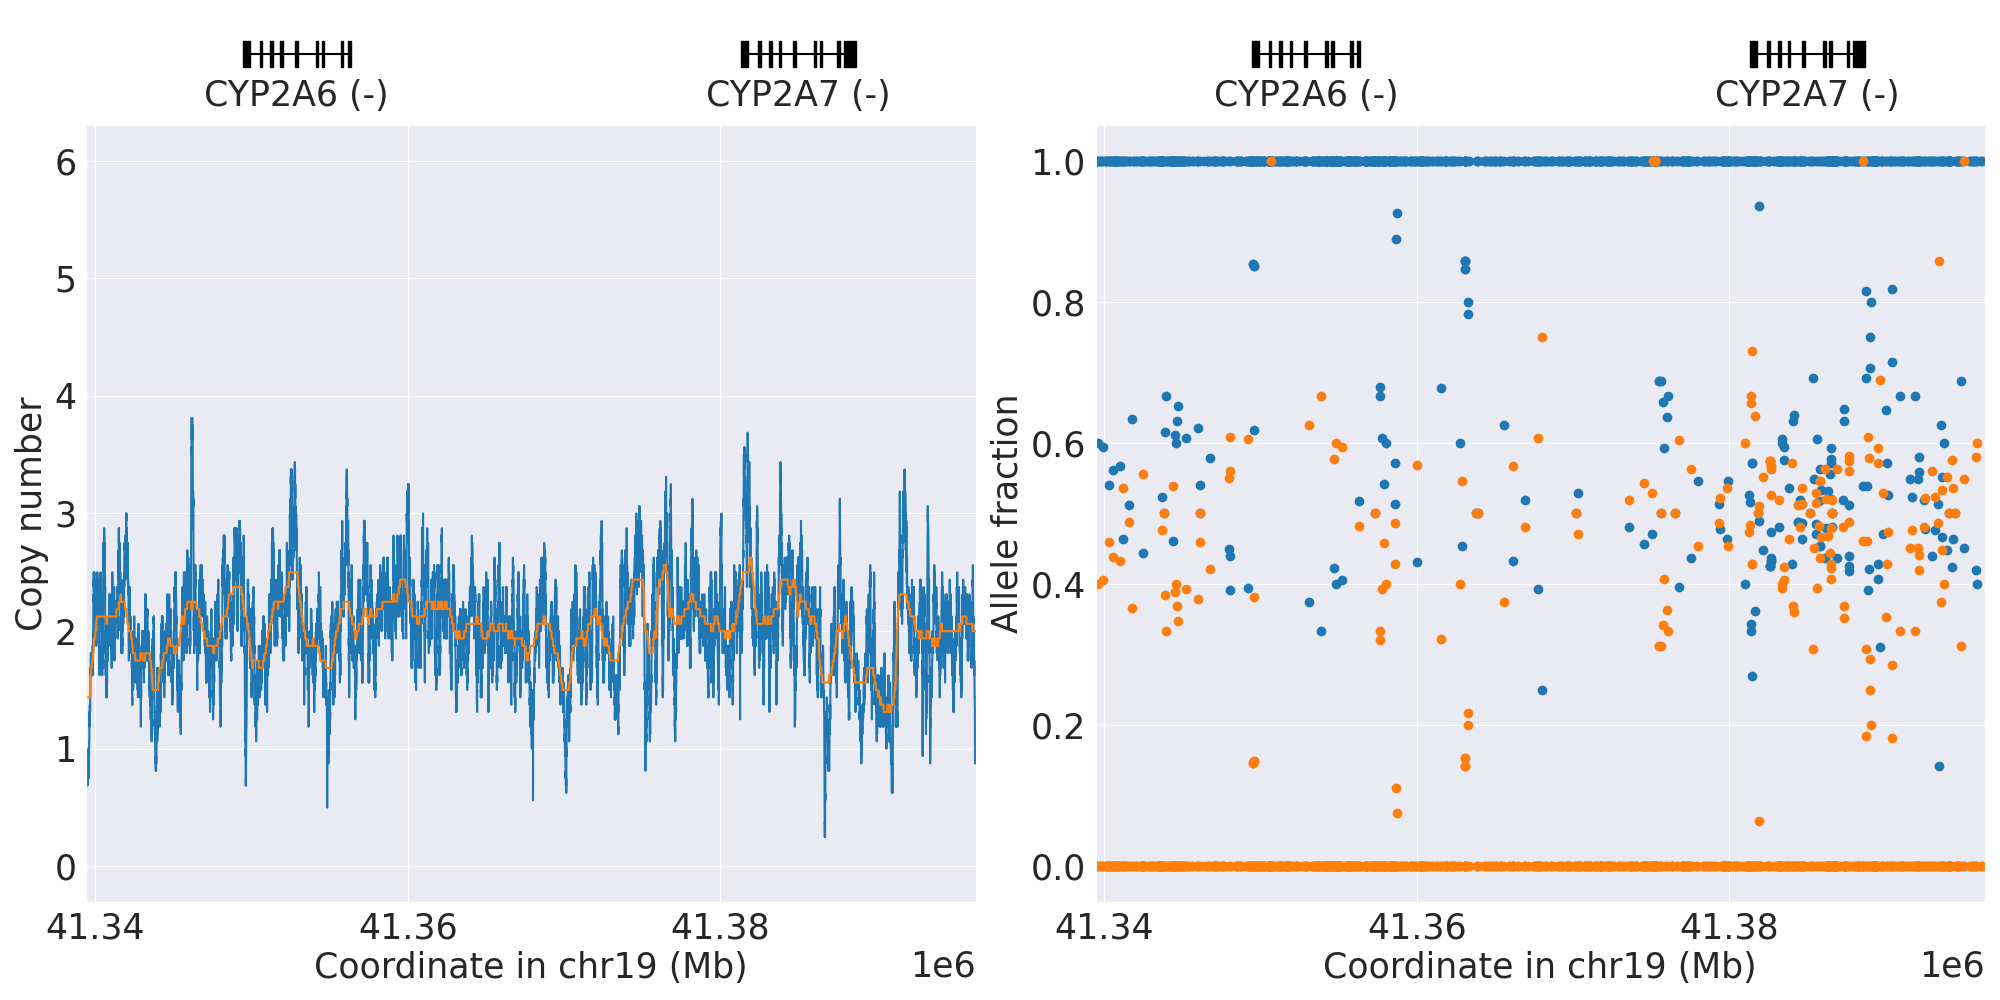 CYP2A6 (-)
CYP2A7 (-)
6
5
4
3
2
1
0
Copy number
41.34
41.36
41.38
Coordinate in chr19 (Mb)
1e6
CYP2A6 (-)
CYP2A7 (-)
1.0
0.8
0.6
0.4
0.2
0.0
Allele fraction
41.34
41.36
41.38
Coordinate in chr19 (Mb)
1e6